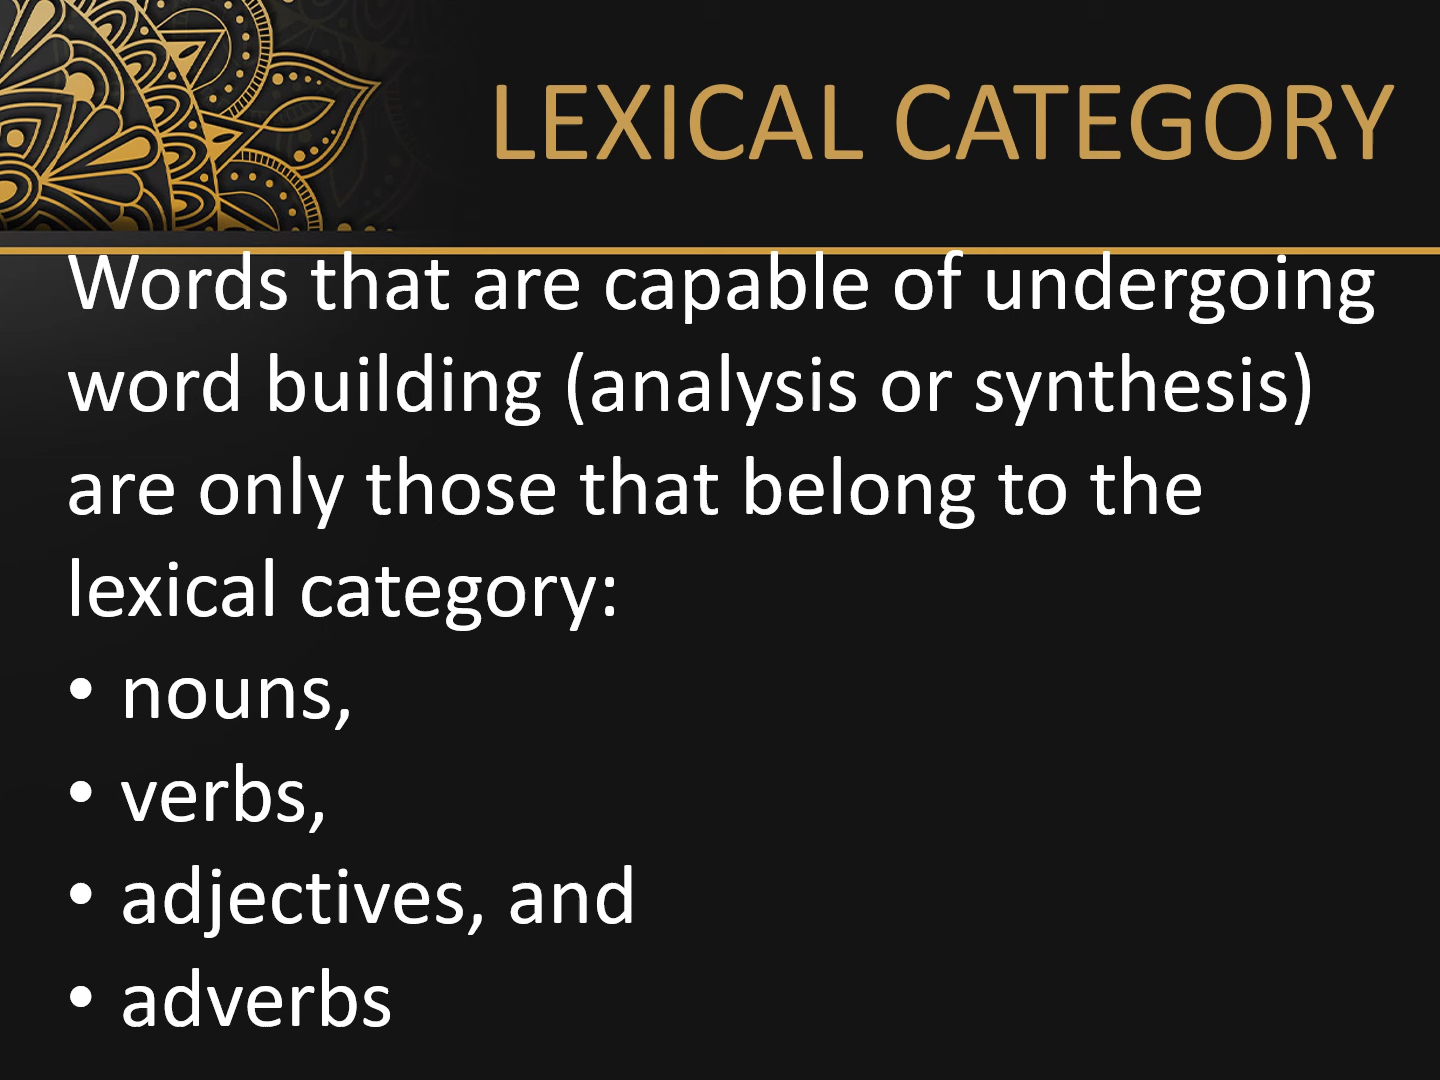 LEXICAL CATEGORY
Words that are capable of undergoing
word building (analysis or synthesis)
are only those that belong to the
lexical category:
• nouns,
• verbs,
• adjectives, and
• adverbs